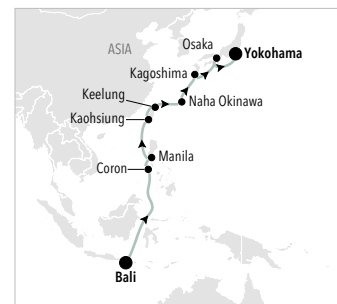 Osaka
Yokohama
ASIA
Kagoshima
Keelung
Naha Okinawa
Kaohsiung
Manila
Coron
Bali